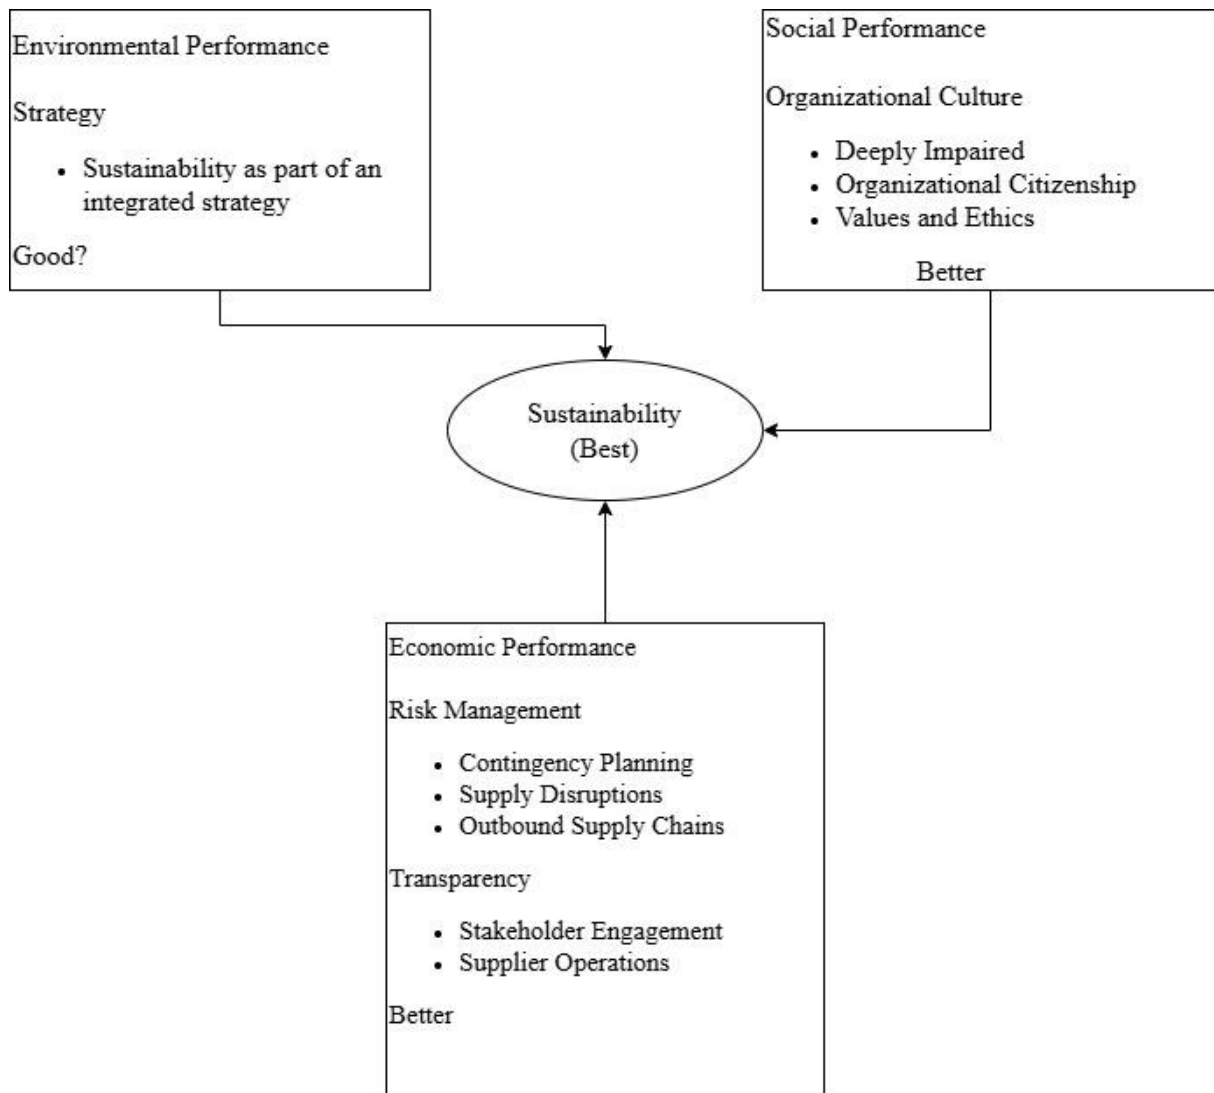 Environmental Performance
Strategy
• Sustainability as part of an
integrated strategy
Good?
Social Performance
Organizational Culture
• Deeply Impaired
• Organizational Citizenship
• Values and Ethics
Better
Sustainability
(Best)
Economic Performance
Risk Management
• Contingency Planning
• Supply Disruptions
• Outbound Supply Chains
Transparency
• Stakeholder Engagement
• Supplier Operations
Better